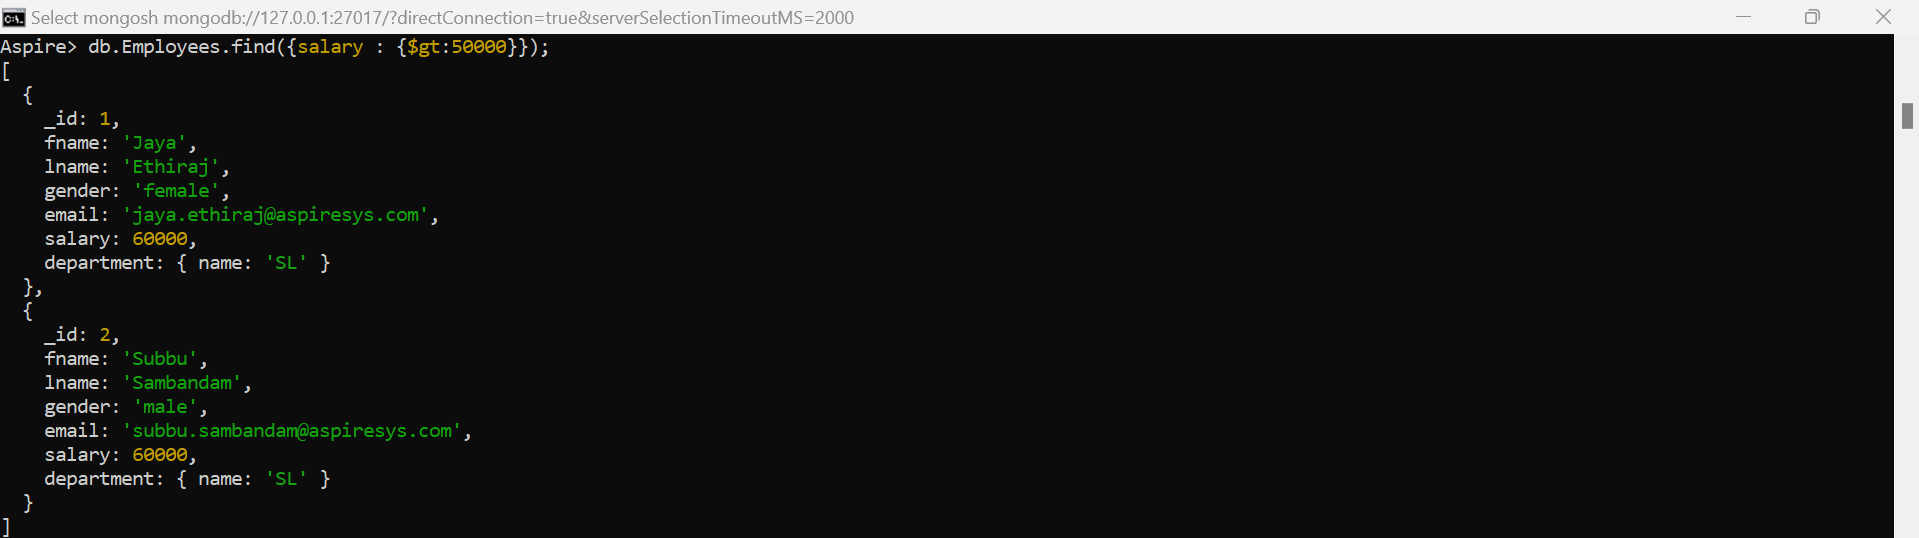 Select mongosh mongodb://127.0.0.1:27017/?directConnection=true&serverSelectionTimeoutMS=2000
Aspire> db.Employees.find({salary : {$gt:50000}});
[
  {
    _id: 1,
    fname: 'Jaya',
    lname: 'Ethiraj',
    gender: 'female',
    email: 'jaya.ethiraj@aspiresys.com',
    salary: 60000,
    department: { name: 'SL' }
  },
  {
    _id: 2,
    fname: 'Subbu',
    lname: 'Sambandam',
    gender: 'male',
    email: 'subbu.sambandam@aspiresys.com',
    salary: 60000,
    department: { name: 'SL' }
  }
]